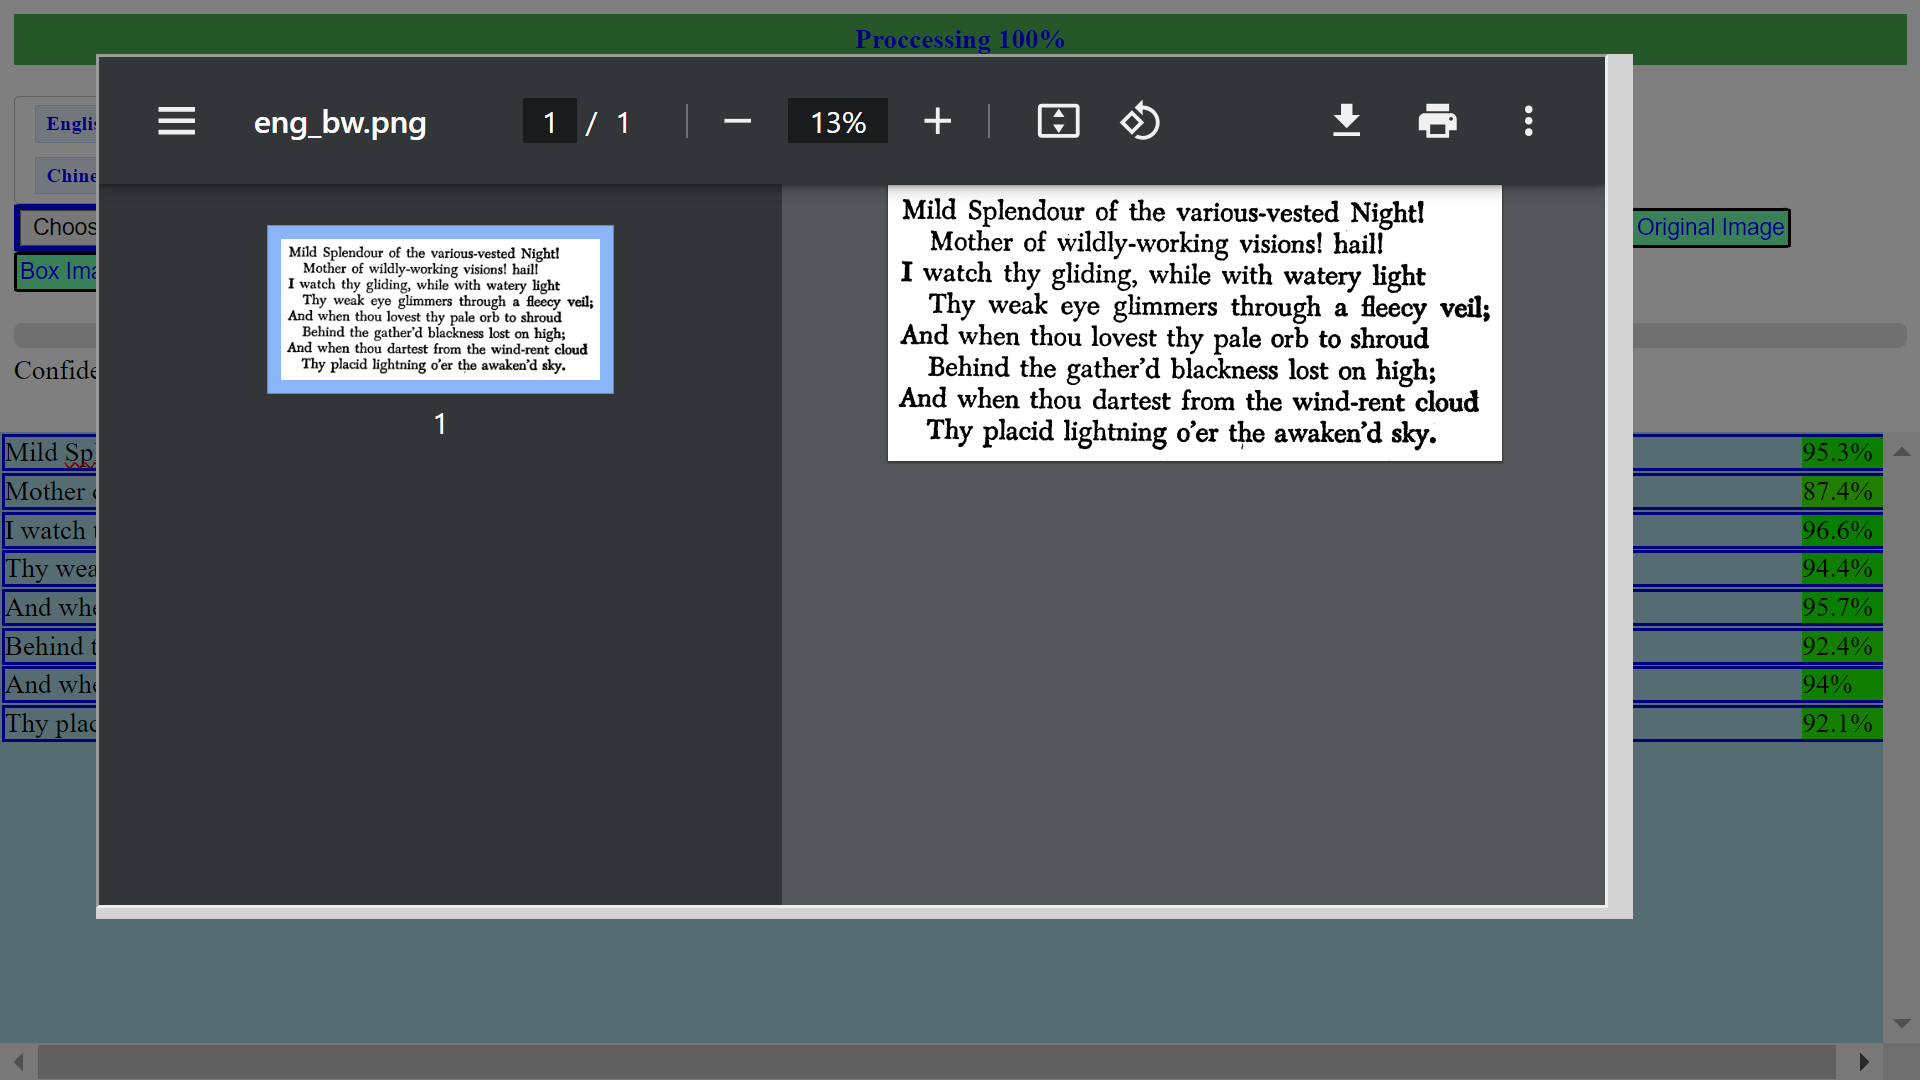 Proccessing 100%
Englis
Chine
Choos
Original Image
Box Ima
Confide
eng_bw.png
1 / 1
13%
Mild Splendour of the various-vested Night!
Mother of wildly-working visions! hail!
I watch thy gliding, while with watery light
Thy weak eye glimmers through a fleecy veil;
And when thou lovest thy pale orb to shroud
Behind the gather'd blackness lost on high;
And when thou dartest from the wind-rent cloud
Thy placid lightning o'er the awaken'd sky.
1
Mild Splendour of the various-vested Night!
Mother of wildly-working visions! hail!
I watch thy gliding, while with watery light
Thy weak eye glimmers through a fleecy veil;
And when thou lovest thy pale orb to shroud
Behind the gather'd blackness lost on high;
And when thou dartest from the wind-rent cloud
Thy placid lightning o'er the awaken'd sky.
Mild Sp 95.3%
Mother 87.4%
I watch t 96.6%
Thy wea 94.4%
And whe 95.7%
Behind t 92.4%
And whe 94%
Thy plac 92.1%